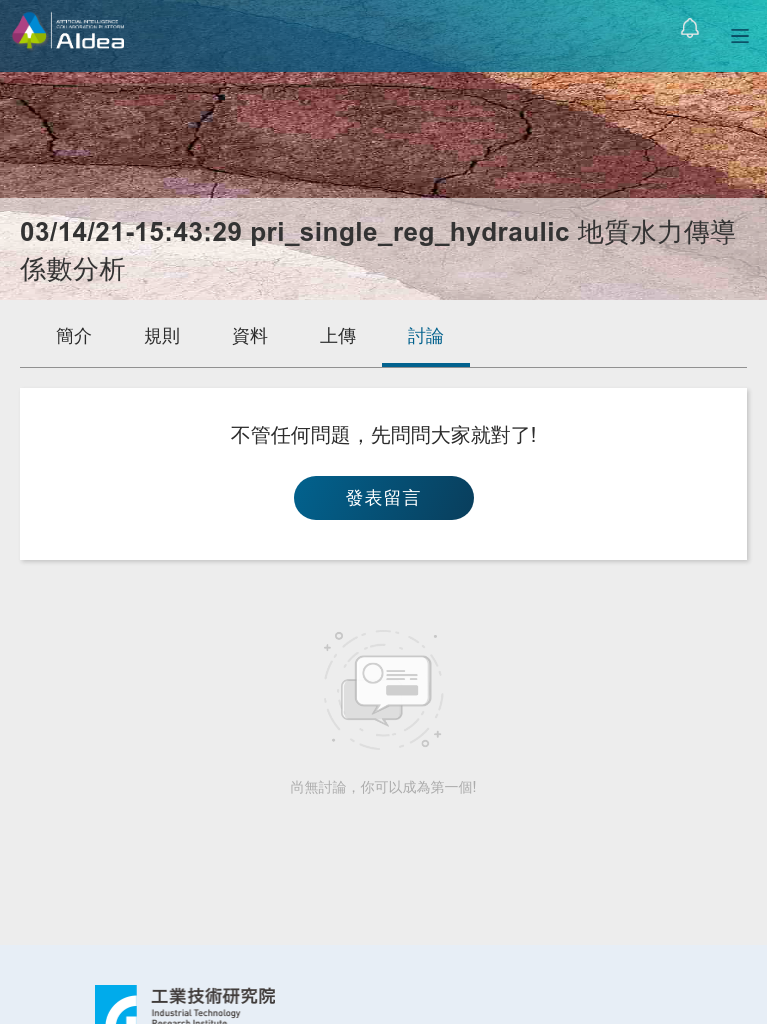 ARTIFICIAL INTELLIGENCE
COLLABORATION PLATFORM
AIdea
03/14/21-15:43:29 pri_single_reg_hydraulic 地質水力傳導
係數分析
簡介 規則 資料 上傳 討論
不管任何問題，先問問大家就對了!
發表留言
尚無討論，你可以成為第一個!
工業技術研究院
Industrial Technology
Research Institute